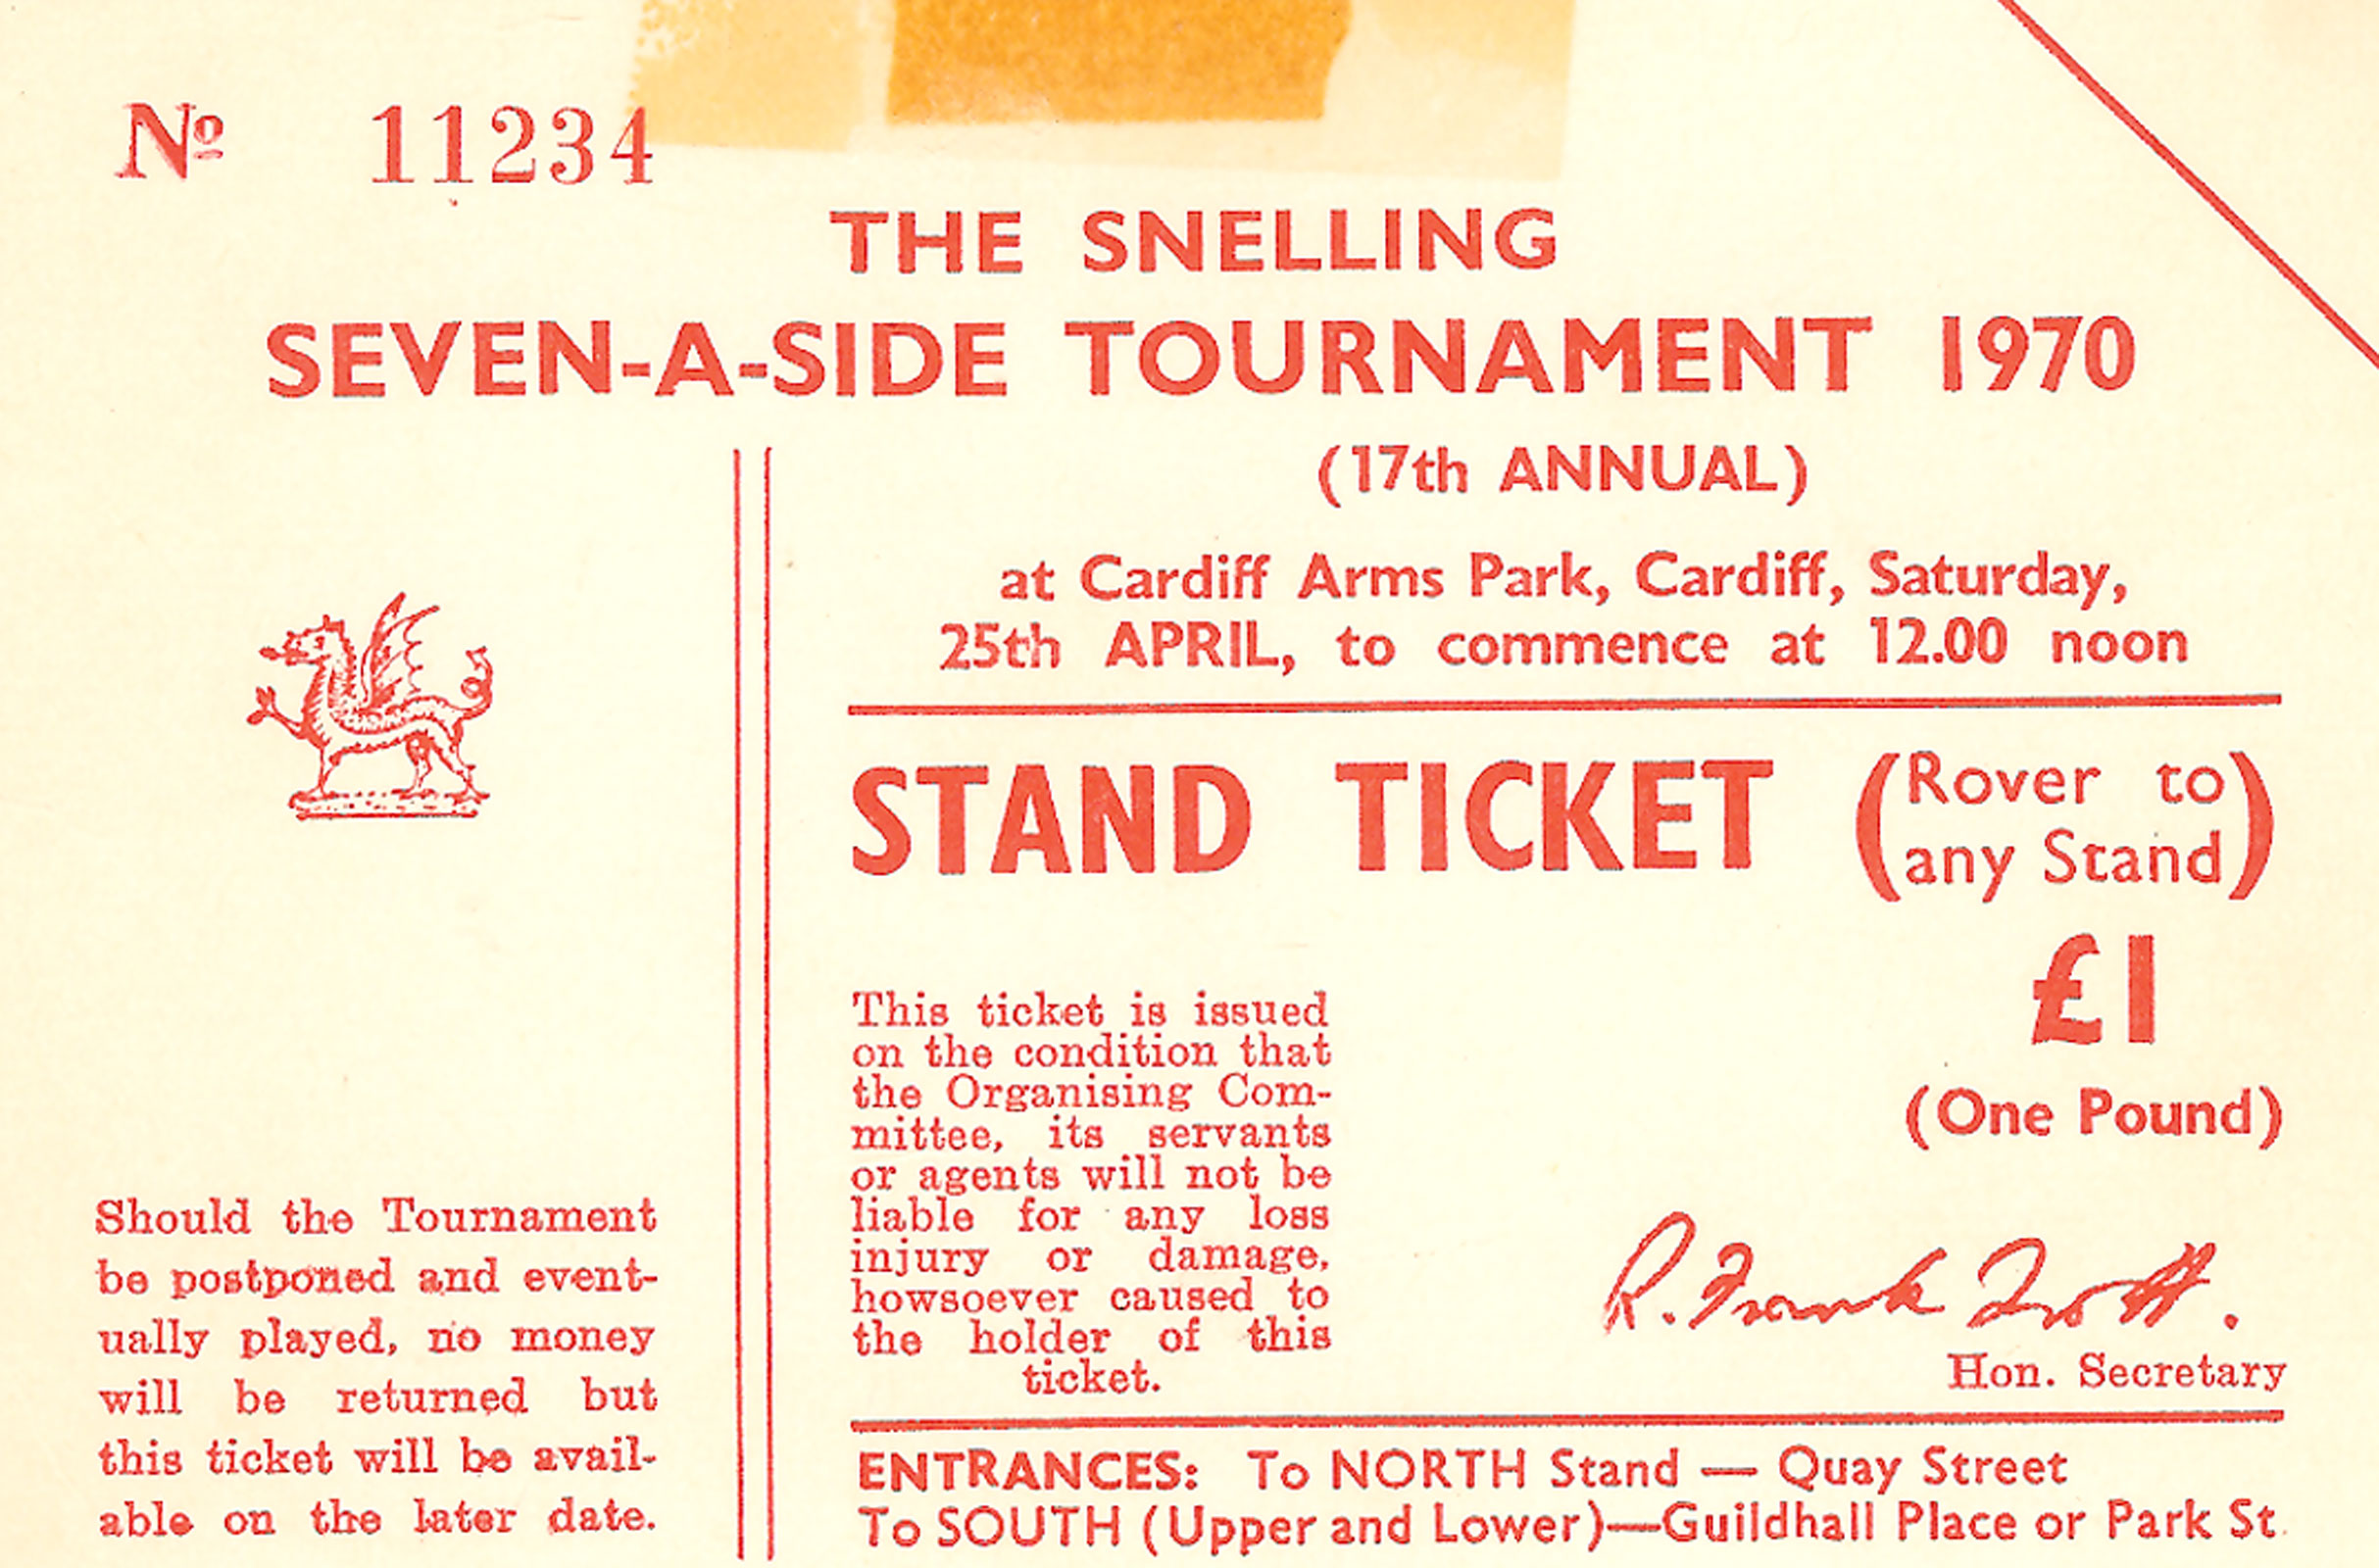 Nº 11234
THE SNELLING
SEVEN-A-SIDE TOURNAMENT 1970
(17th ANNUAL)
at Cardiff Arms Park, Cardiff, Saturday,
25th APRIL, to commence at 12.00 noon
STAND TICKET (Rover to
any Stand)
£1
(One Pound)
This ticket is issued
on the condition that
the Organising Com-
mittee, its servants
or agents will not be
liable for any loss
injury or damage,
howsoever caused to
the holder of this
ticket.
R. Frank Trott.
Hon. Secretary
Should the Tournament
be postponed and event-
ually played, no money
will be returned but
this ticket will be avail-
able on the later date.
ENTRANCES: To NORTH Stand — Quay Street
To SOUTH (Upper and Lower)—Guildhall Place or Park St.